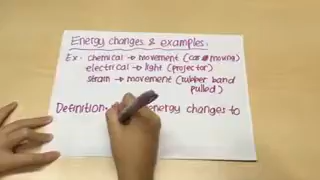 Energy changes & examples.
Ex: chemical → movement (car moving)
electrical → light (projector)
strain → movement (rubber band
pulled)
Definition energy changes to